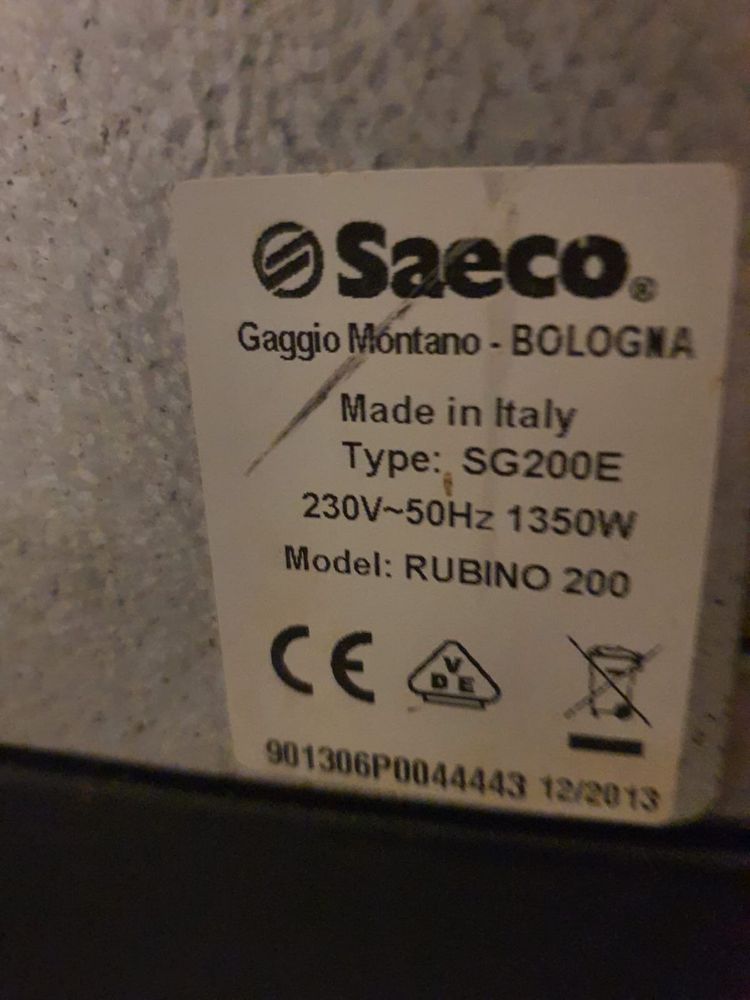 Saeco®
Gaggio Montano - BOLOGNA
Made in Italy
Type: SG200E
230V~50Hz 1350W
Model: RUBINO 200
CE
VDE
901306P0044443 12/2013